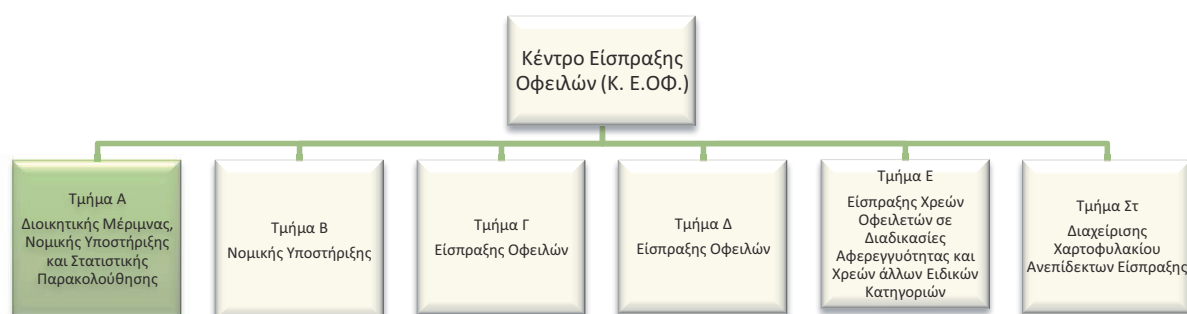 Κέντρο Είσπραξης
Οφειλών (Κ. Ε.ΟΦ.)
Τμήμα Α
Διοικητικής Μέριμνας,
Νομικής Υποστήριξης
και Στατιστικής
Παρακολούθησης
Τμήμα Β
Νομικής Υποστήριξης
Τμήμα Γ
Είσπραξης Οφειλών
Τμήμα Δ
Είσπραξης Οφειλών
Τμήμα Ε
Είσπραξης Χρεών
Οφειλετών σε
Διαδικασίες
Αφερεγγυότητας και
Χρεών άλλων Ειδικών
Κατηγοριών
Τμήμα Στ
Διαχείρισης
Χαρτοφυλακίου
Ανεπίδεκτων Είσπραξης